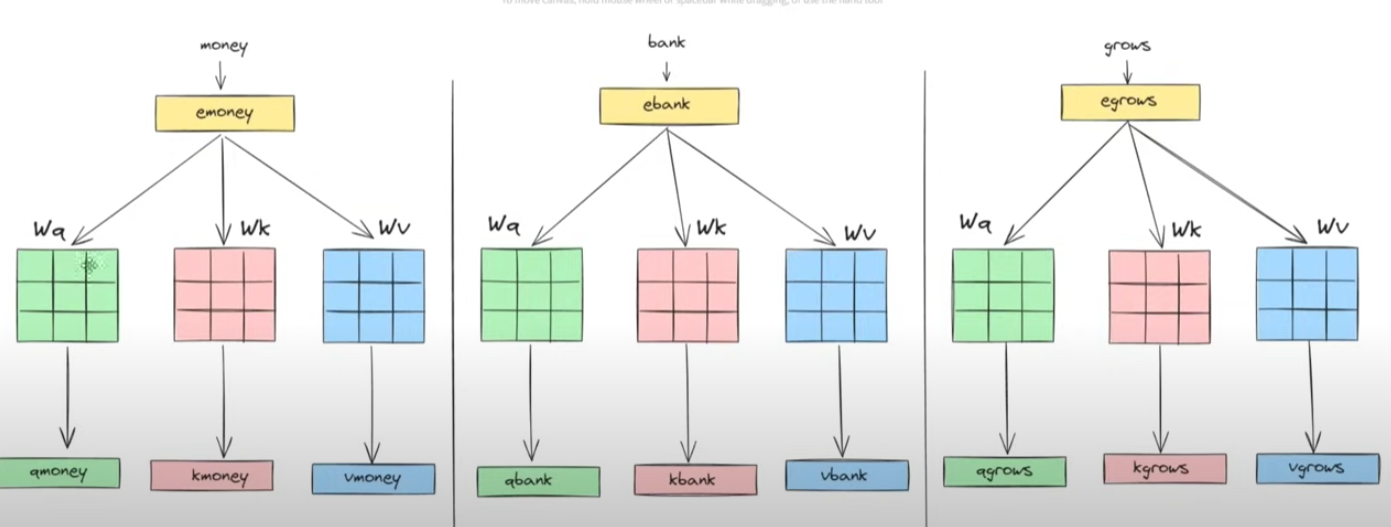 To move canvas, hold mouse wheel or spacebar while dragging, or use the hand tool
money
bank
grows
emoney
ebank
egrows
Wq
Wk
Wv
Wq
Wk
Wv
Wq
Wk
Wv
qmoney
kmoney
vmoney
qbank
kbank
vbank
qgrows
kgrows
vgrows